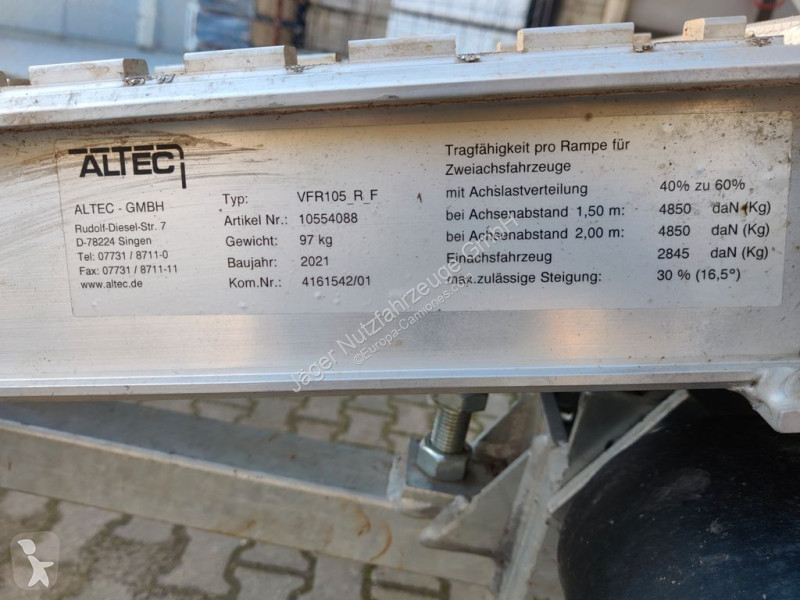 ALTEC
ALTEC - GMBH
Rudolf-Diesel-Str. 7
D-78224 Singen
Tel: 07731 / 8711-0
Fax: 07731 / 8711-11
www.altec.de
Typ: VFR105_R_F
Artikel Nr.: 10554088
Gewicht: 97 kg
Baujahr: 2021
Kom.Nr.: 4161542/01
Tragfähigkeit pro Rampe für
Zweiachsfahrzeuge
mit Achslastverteilung 40% zu 60%
bei Achsenabstand 1,50 m: 4850 daN (Kg)
bei Achsenabstand 2,00 m: 4850 daN (Kg)
Einachsfahrzeug 2845 daN (Kg)
max.zulässige Steigung: 30 % (16,5°)
Jäger Nutzfahrzeuge GmbH
©Europa-Camiones.com